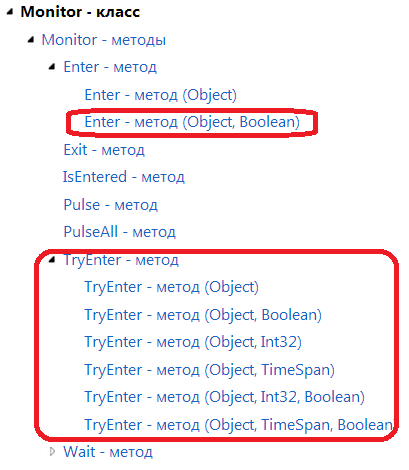 Monitor - класс
Monitor - методы
Enter - метод
Enter - метод (Object)
Enter - метод (Object, Boolean)
Exit - метод
IsEntered - метод
Pulse - метод
PulseAll - метод
TryEnter - метод
TryEnter - метод (Object)
TryEnter - метод (Object, Boolean)
TryEnter - метод (Object, Int32)
TryEnter - метод (Object, TimeSpan)
TryEnter - метод (Object, Int32, Boolean)
TryEnter - метод (Object, TimeSpan, Boolean
Wait - метод